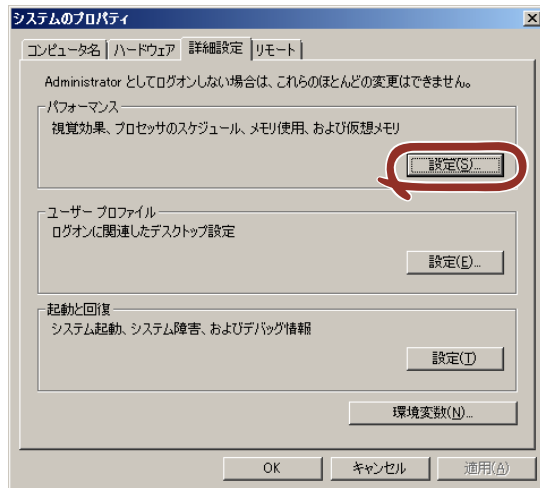 システムのプロパティ
コンピュータ名 ハードウェア 詳細設定 リモート
Administrator としてログオンしない場合は、これらのほとんどの変更はできません。
パフォーマンス
視覚効果、プロセッサのスケジュール、メモリ使用、および仮想メモリ
設定(S)...
ユーザー プロファイル
ログオンに関連したデスクトップ設定
設定(E)...
起動と回復
システム起動、システム障害、およびデバッグ情報
設定(T)
環境変数(N)...
OK キャンセル 適用(A)